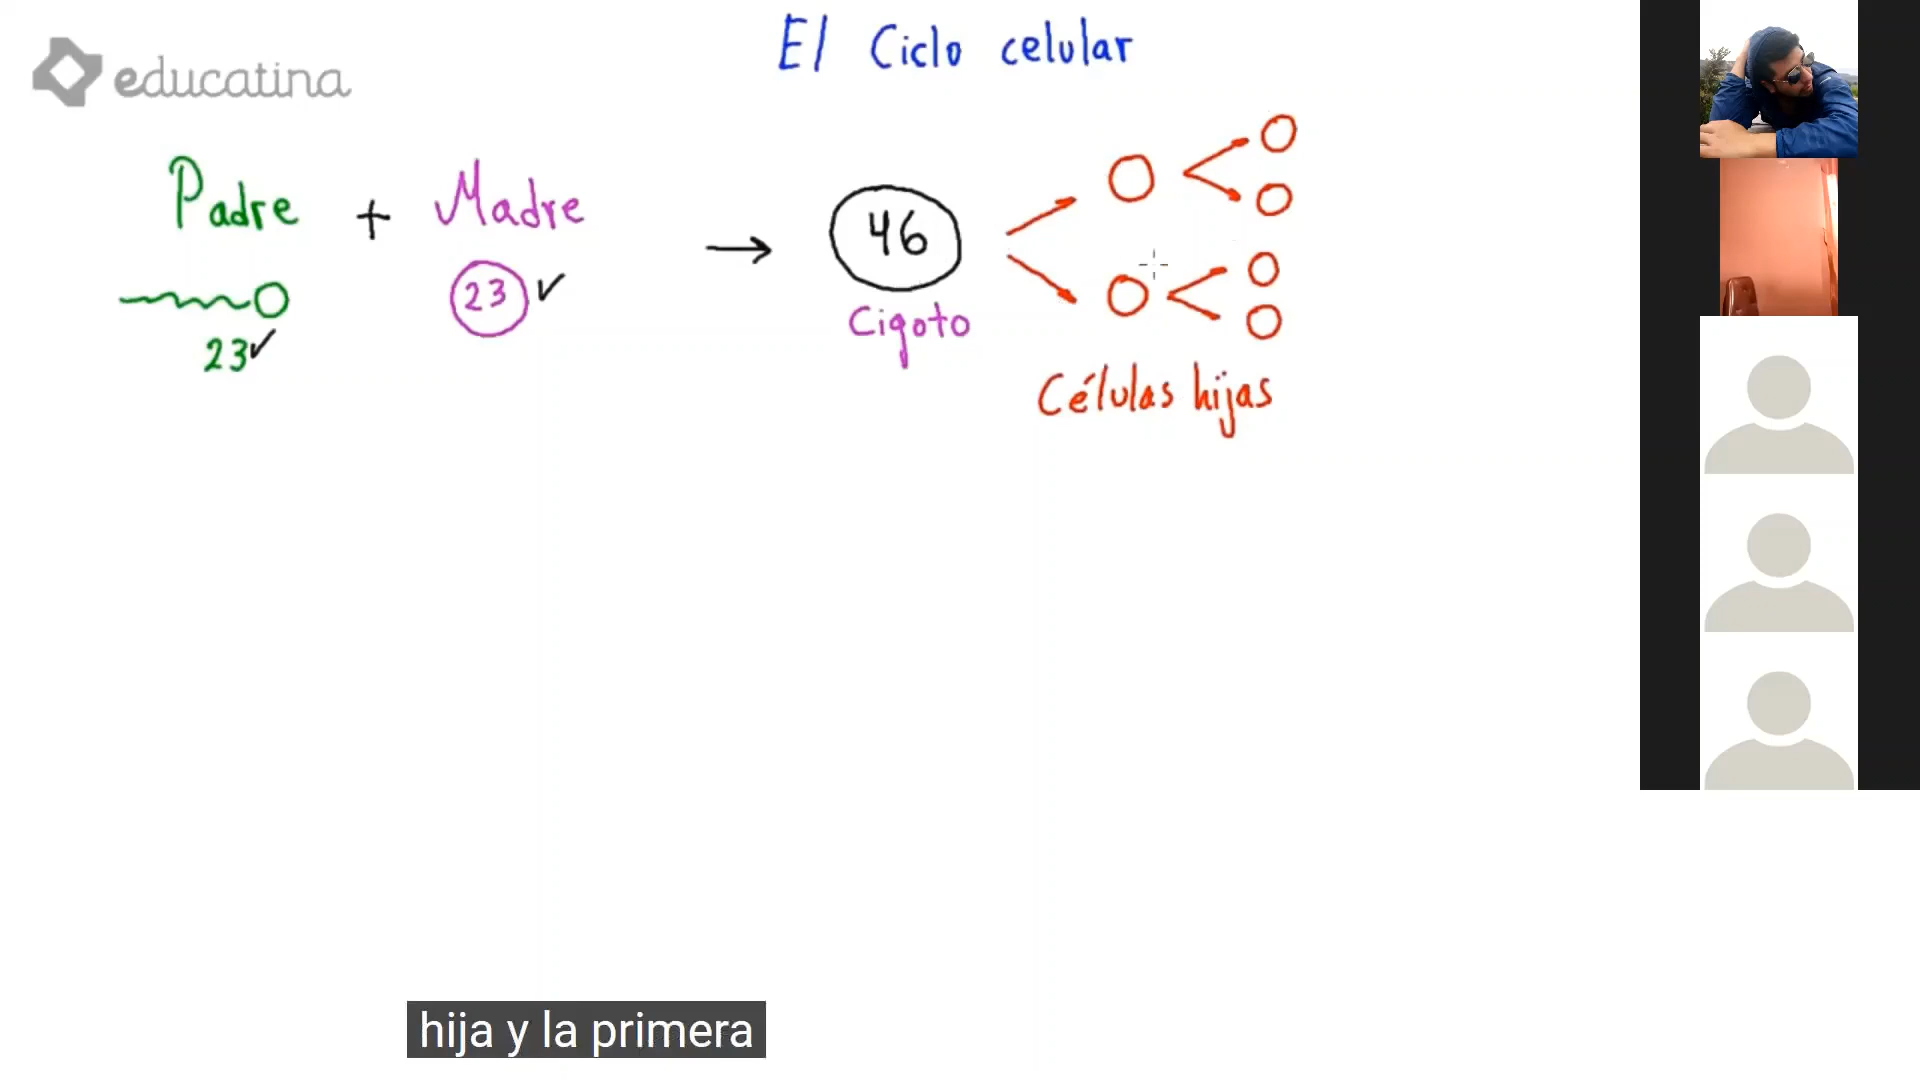 El Ciclo celular
educatina
Padre + Madre → 46
23 ✓
Cigoto
23 ✓
Células hijas
hija y la primera